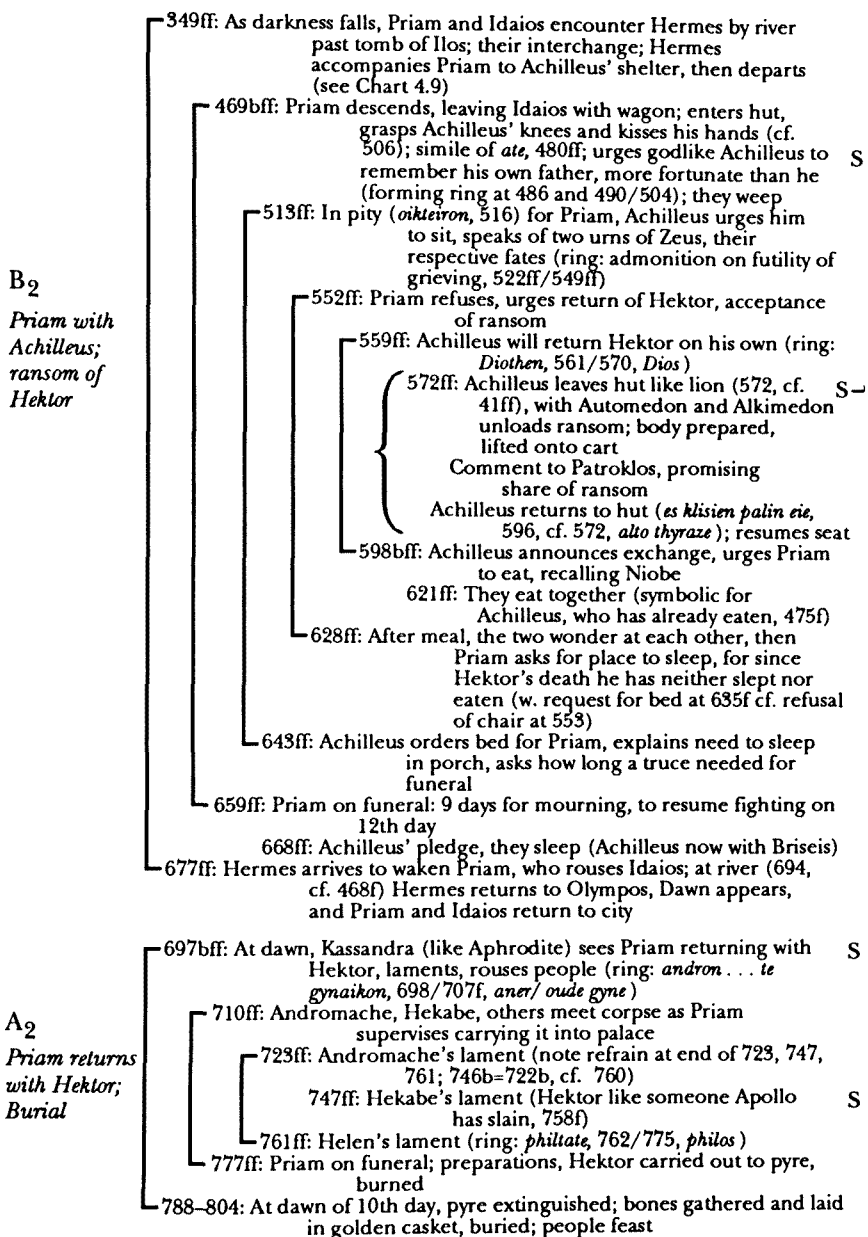 349ff: As darkness falls, Priam and Idaios encounter Hermes by river
past tomb of Ilos; their interchange; Hermes
accompanies Priam to Achilleus' shelter, then departs
(see Chart 4.9)
469bff: Priam descends, leaving Idaios with wagon; enters hut,
grasps Achilleus' knees and kisses his hands (cf.
506); simile of ate, 480ff; urges godlike Achilleus to S
remember his own father, more fortunate than he
(forming ring at 486 and 490/504); they weep
513ff: In pity (oikteiron, 516) for Priam, Achilleus urges him
to sit, speaks of two urns of Zeus, their
respective fates (ring: admonition on futility of
grieving, 522ff/549ff)
B2
Priam with
Achilleus;
ransom of
Hektor
552ff: Priam refuses, urges return of Hektor, acceptance
of ransom
559ff: Achilleus will return Hektor on his own (ring:
Diothen, 561/570, Dios)
572ff: Achilleus leaves hut like lion (572, cf. S–
41ff), with Automedon and Alkimedon
unloads ransom; body prepared,
lifted onto cart
Comment to Patroklos, promising
share of ransom
Achilleus returns to hut (es klisien palin eie,
596, cf. 572, alto thyraze); resumes seat
598bff: Achilleus announces exchange, urges Priam
to eat, recalling Niobe
621ff: They eat together (symbolic for
Achilleus, who has already eaten, 475f)
628ff: After meal, the two wonder at each other, then
Priam asks for place to sleep, for since
Hektor's death he has neither slept nor
eaten (w. request for bed at 635f cf. refusal
of chair at 553)
643ff: Achilleus orders bed for Priam, explains need to sleep
in porch, asks how long a truce needed for
funeral
659ff: Priam on funeral: 9 days for mourning, to resume fighting on
12th day
668ff: Achilleus' pledge, they sleep (Achilleus now with Briseis)
677ff: Hermes arrives to waken Priam, who rouses Idaios; at river (694,
cf. 468f) Hermes returns to Olympos, Dawn appears,
and Priam and Idaios return to city
697bff: At dawn, Kassandra (like Aphrodite) sees Priam returning with S
Hektor, laments, rouses people (ring: andron . . . te
gynaikon, 698/707f, aner/ oude gyne)
710ff: Andromache, Hekabe, others meet corpse as Priam
supervises carrying it into palace
A2
Priam returns
with Hektor;
Burial
723ff: Andromache's lament (note refrain at end of 723, 747,
761; 746b=722b, cf. 760)
747ff: Hekabe's lament (Hektor like someone Apollo S
has slain, 758f)
761ff: Helen's lament (ring: philtate, 762/775, philos)
777ff: Priam on funeral; preparations, Hektor carried out to pyre,
burned
788–804: At dawn of 10th day, pyre extinguished; bones gathered and laid
in golden casket, buried; people feast